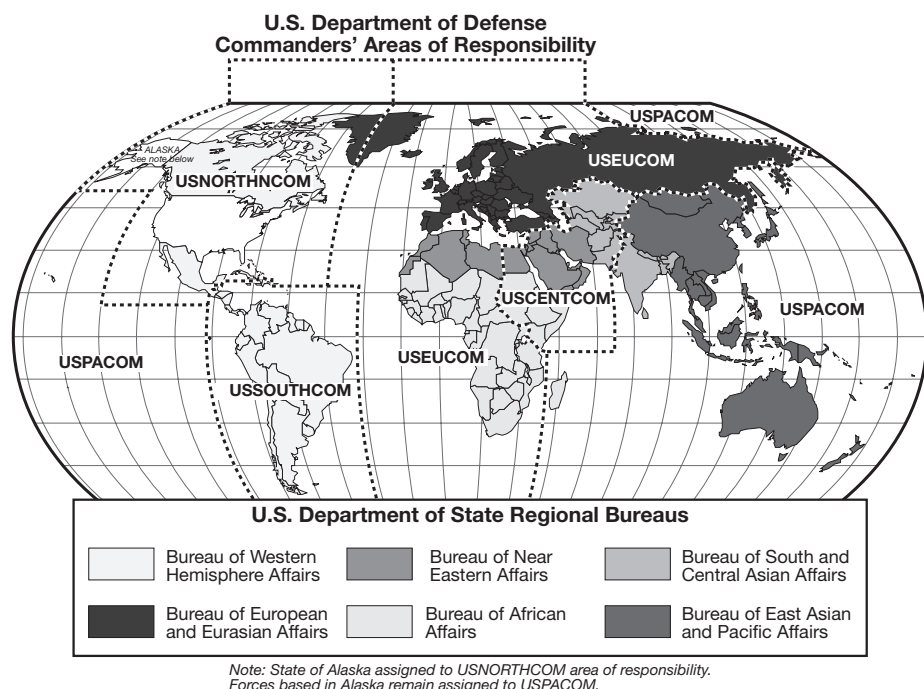 U.S. Department of Defense
Commanders' Areas of Responsibility
USPACOM
ALASKA
See note below
USEUCOM
USNORTHNCOM
USCENTCOM
USPACOM
USPACOM
USEUCOM
USSOUTHCOM
U.S. Department of State Regional Bureaus
Bureau of Western
Hemisphere Affairs
Bureau of Near
Eastern Affairs
Bureau of South and
Central Asian Affairs
Bureau of European
and Eurasian Affairs
Bureau of African
Affairs
Bureau of East Asian
and Pacific Affairs
Note: State of Alaska assigned to USNORTHCOM area of responsibility.
Forces based in Alaska remain assigned to USPACOM.